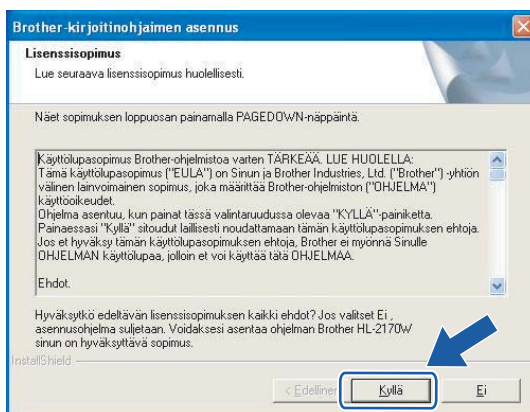 Brother-kirjoitinohjaimen asennus
Lisenssisopimus
Lue seuraava lisenssisopimus huolellisesti.
Näet sopimuksen loppuosan painamalla PAGEDOWN-näppäintä.
Käyttölupasopimus Brother-ohjelmistoa varten TÄRKEÄÄ. LUE HUOLELLA:
Tämä käyttölupasopimus ("EULA") on Sinun ja Brother Industries, Ltd. ("Brother") -yhtiön
välinen lainvoimainen sopimus, joka määrittää Brother-ohjelmiston ("OHJELMA")
käyttöoikeudet.
Ohjelma asentuu, kun painat tässä valintaruudussa olevaa "KYLLÄ"-painiketta.
Painaessasi "Kyllä" sitoudut laillisesti noudattamaan tämän käyttölupasopimuksen ehtoja.
Jos et hyväksy tämän käyttölupasopimuksen ehtoja, Brother ei myönnä Sinulle
OHJELMAN käyttölupaa, jolloin et voi käyttää tätä OHJELMAA.
Ehdot.
Hyväksytkö edeltävän lisenssisopimuksen kaikki ehdot? Jos valitset Ei ,
asennusohjelma suljetaan. Voidaksesi asentaa ohjelman Brother HL-2170W
sinun on hyväksyttävä sopimus.
InstallShield
< Edellinen Kyllä Ei